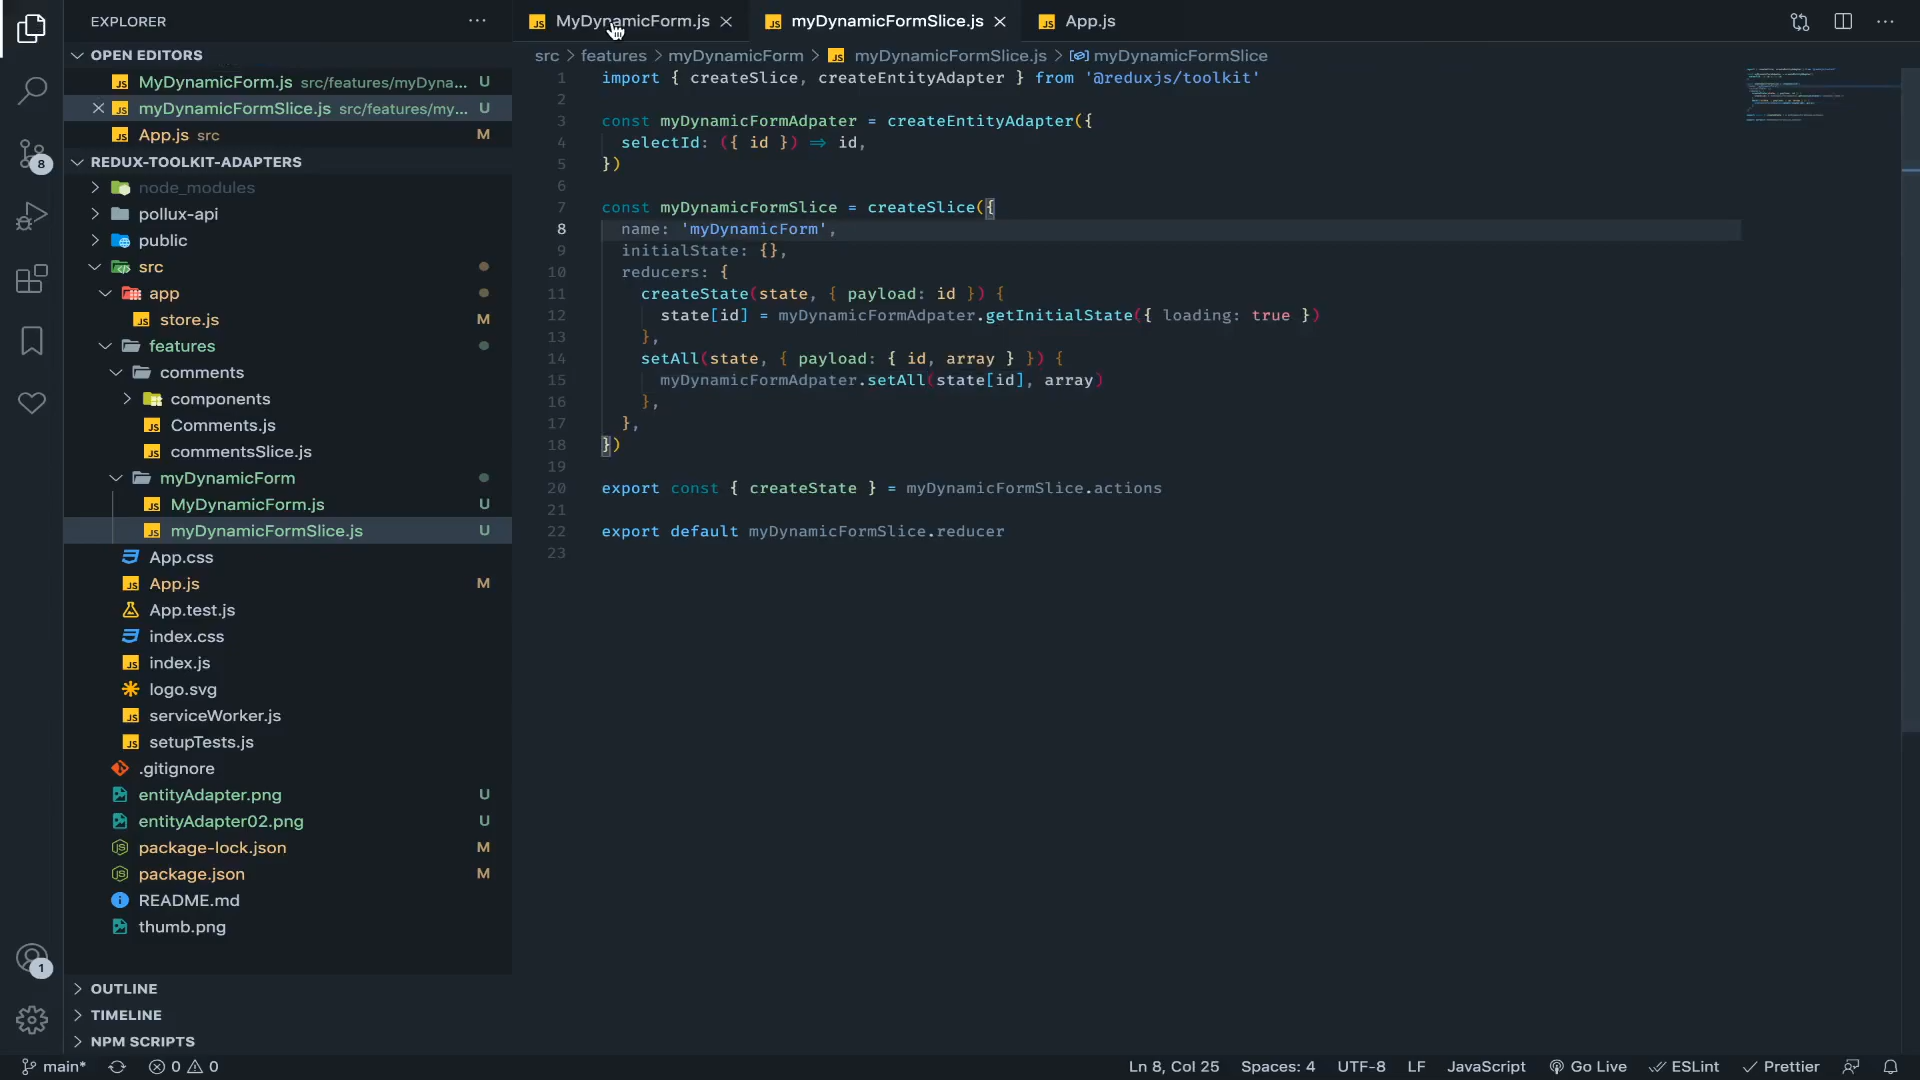 EXPLORER
OPEN EDITORS
MyDynamicForm.js src/features/myDyna... U
myDynamicFormSlice.js src/features/my... U
App.js src M
REDUX-TOOLKIT-ADAPTERS
node_modules
pollux-api
public
src
app
store.js M
features
comments
components
Comments.js
commentsSlice.js
myDynamicForm
MyDynamicForm.js U
myDynamicFormSlice.js U
App.css
App.js M
App.test.js
index.css
index.js
logo.svg
serviceWorker.js
setupTests.js
.gitignore
entityAdapter.png U
entityAdapter02.png U
package-lock.json M
package.json M
README.md
thumb.png
OUTLINE
TIMELINE
NPM SCRIPTS
8
1
MyDynamicForm.js
myDynamicFormSlice.js
App.js
src > features > myDynamicForm > myDynamicFormSlice.js > myDynamicFormSlice
1 import { createSlice, createEntityAdapter } from '@reduxjs/toolkit'
2
3 const myDynamicFormAdpater = createEntityAdapter({
4 selectId: ({ id }) ⇒ id,
5 })
6
7 const myDynamicFormSlice = createSlice({
8 name: 'myDynamicForm',
9 initialState: {},
10 reducers: {
11 createState(state, { payload: id }) {
12 state[id] = myDynamicFormAdpater.getInitialState({ loading: true })
13 },
14 setAll(state, { payload: { id, array } }) {
15 myDynamicFormAdpater.setAll(state[id], array)
16 },
17 },
18 })
19
20 export const { createState } = myDynamicFormSlice.actions
21
22 export default myDynamicFormSlice.reducer
23
main* 0 0 Ln 8, Col 25 Spaces: 4 UTF-8 LF JavaScript Go Live ESLint Prettier